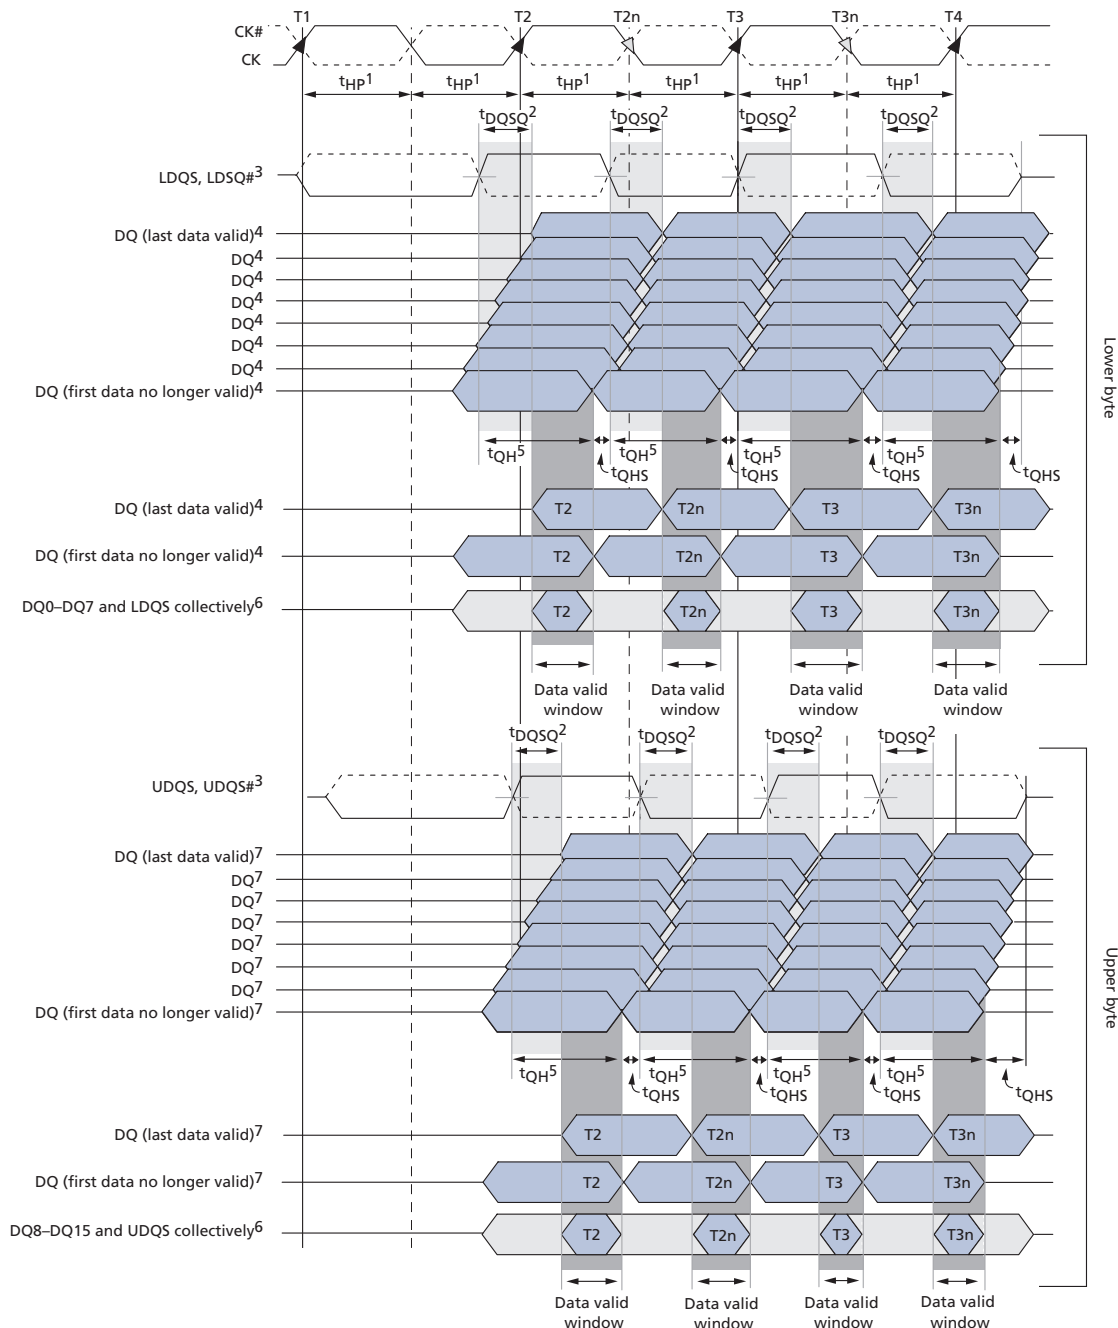 T1 T2 T2n T3 T3n T4
CK#
CK
tHP1 tHP1 tHP1 tHP1 tHP1 tHP1
tDQSQ2 tDQSQ2 tDQSQ2 tDQSQ2
LDQS, LDSQ#3
DQ (last data valid)4
DQ4
DQ4
DQ4
DQ4
DQ4
DQ4
DQ (first data no longer valid)4
Lower byte
tQH5 tQH5 tQH5 tQH5
tQHS tQHS tQHS tQHS
DQ (last data valid)4 T2 T2n T3 T3n
DQ (first data no longer valid)4 T2 T2n T3 T3n
DQ0–DQ7 and LDQS collectively6 T2 T2n T3 T3n
Data valid Data valid Data valid Data valid
window window window window
tDQSQ2 tDQSQ2 tDQSQ2 tDQSQ2
UDQS, UDQS#3
DQ (last data valid)7
DQ7
DQ7
DQ7
DQ7
DQ7
DQ7
DQ (first data no longer valid)7
Upper byte
tQH5 tQH5 tQH5 tQH5
tQHS tQHS tQHS tQHS
DQ (last data valid)7 T2 T2n T3 T3n
DQ (first data no longer valid)7 T2 T2n T3 T3n
DQ8–DQ15 and UDQS collectively6 T2 T2n T3 T3n
Data valid Data valid Data valid Data valid
window window window window